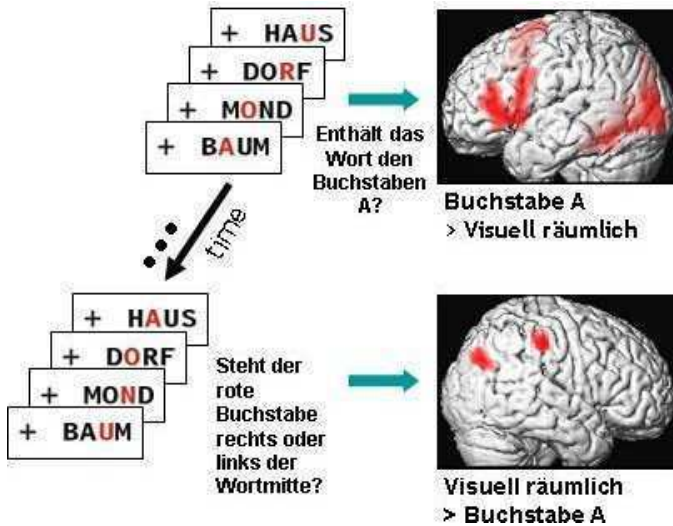 + HAUS
+ DORF
+ MOND
+ BAUM
Enthält das
Wort den
Buchstaben
A?
Buchstabe A
> Visuell räumlich
time
+ HAUS
+ DORF
+ MOND
+ BAUM
Steht der
rote
Buchstabe
rechts oder
links der
Wortmitte?
Visuell räumlich
> Buchstabe A